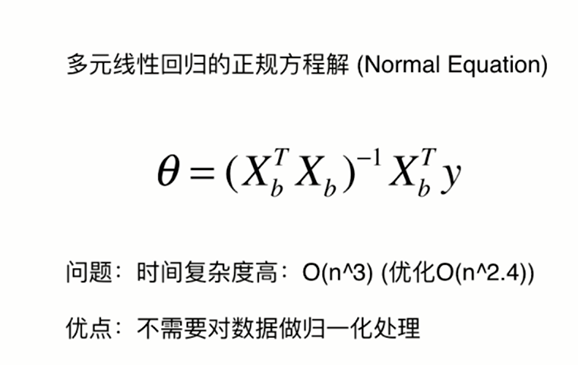 多元线性回归的正规方程解 (Normal Equation)
θ = (X_b^T X_b)^{-1} X_b^T y
问题：时间复杂度高：O(n^3) (优化O(n^2.4))
优点：不需要对数据做归一化处理